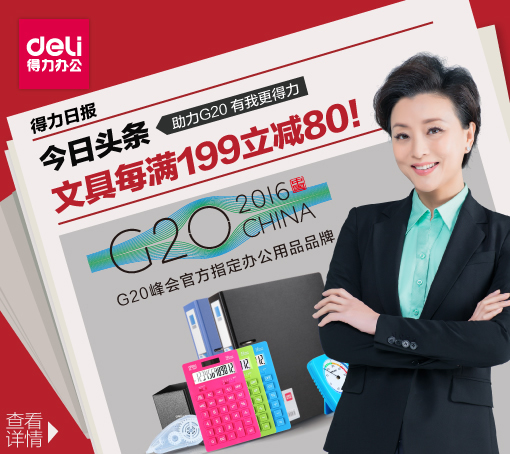 deli
得力办公
得力日报
今日头条
助力G20 有我更得力
文具每满199立减80!
G20 2016
CHINA
G20峰会官方指定办公用品品牌
查看
详情